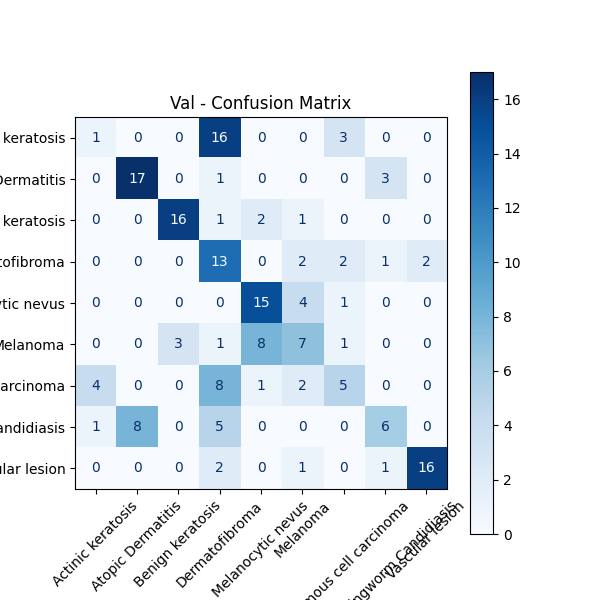 Val - Confusion Matrix
keratosis 1 0 0 16 0 0 3 0 0
Dermatitis 0 17 0 1 0 0 0 3 0
keratosis 0 0 16 1 2 1 0 0 0
tofibroma 0 0 0 13 0 2 2 1 2
tic nevus 0 0 0 0 15 4 1 0 0
Melanoma 0 0 3 1 8 7 1 0 0
arcinoma 4 0 0 8 1 2 5 0 0
andidiasis 1 8 0 5 0 0 0 6 0
lar lesion 0 0 0 2 0 1 0 1 16
Actinic keratosis
Atopic Dermatitis
Benign keratosis
Dermatofibroma
Melanocytic nevus
Melanoma
mous cell carcinoma
ingworm Candidiasis
Vascular lesion
16
14
12
10
8
6
4
2
0